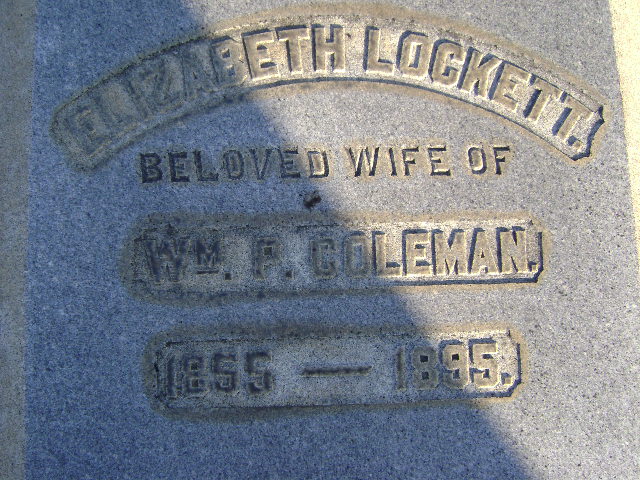 ELIZABETH LOCKETT.
BELOVED WIFE OF
WM. P. COLEMAN.
1855 — 1895.